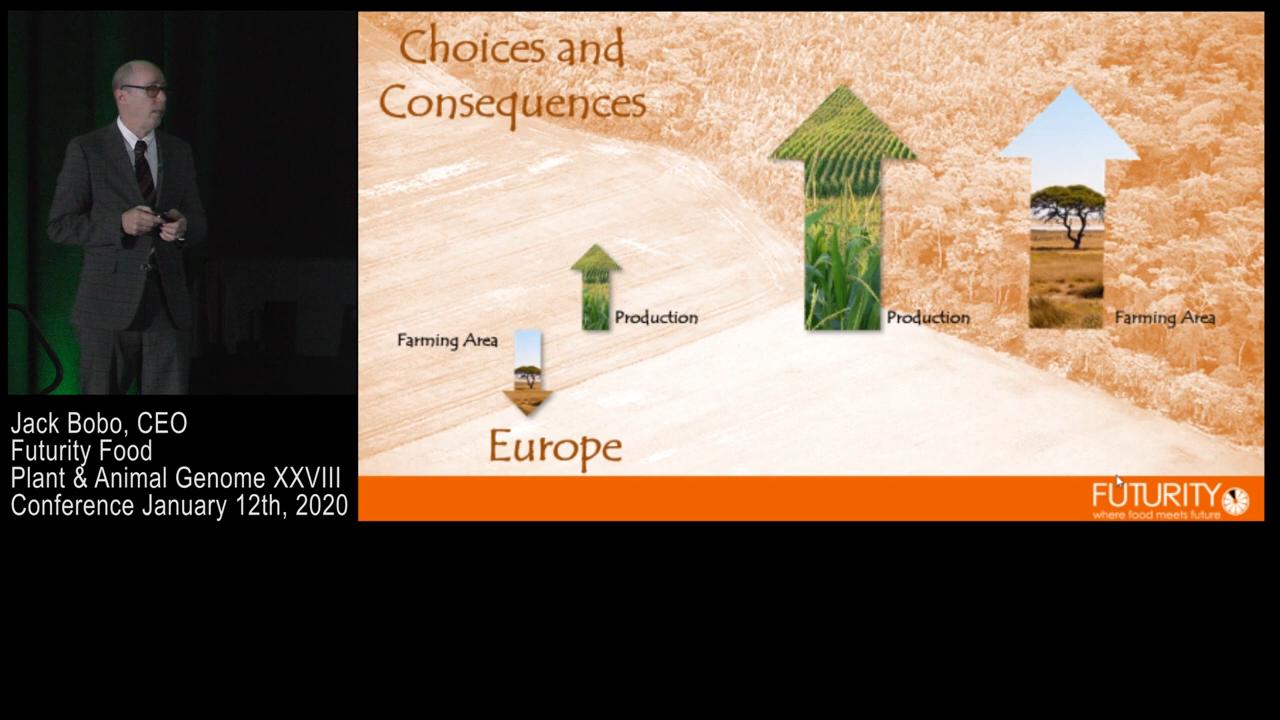 Choices and
Consequences
Production
Production
Farming Area
Farming Area
Europe
FUTURITY
where food meets future
Jack Bobo, CEO
Futurity Food
Plant & Animal Genome XXVIII
Conference January 12th, 2020